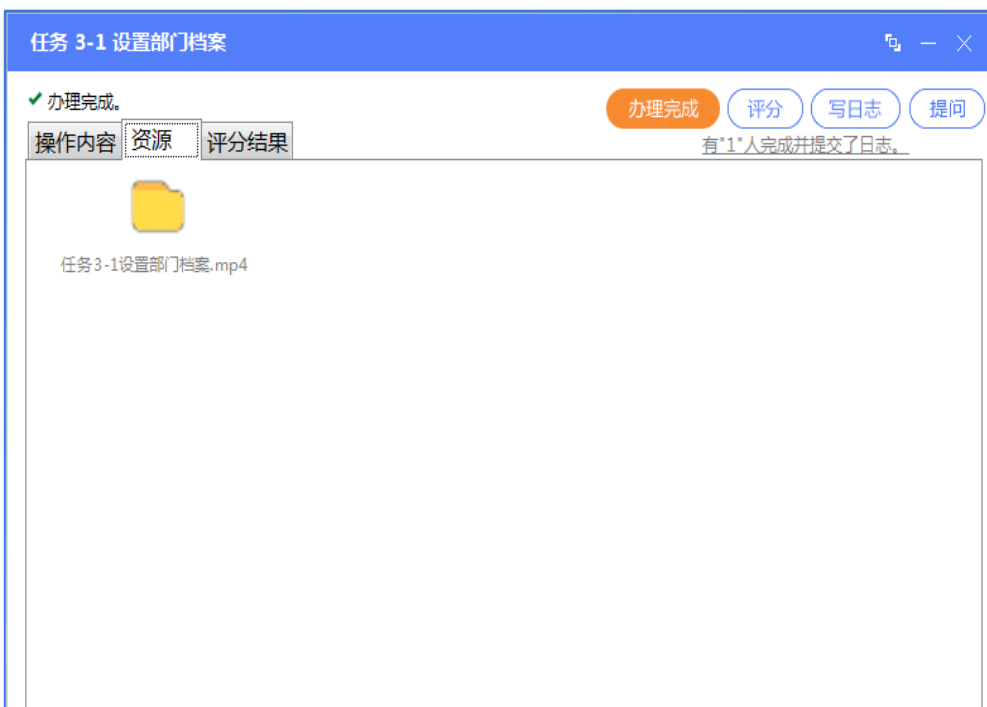 任务 3-1 设置部门档案
办理完成。
办理完成 评分 写日志 提问
操作内容 资源 评分结果
有"1"人完成并提交了日志。
任务3-1设置部门档案.mp4